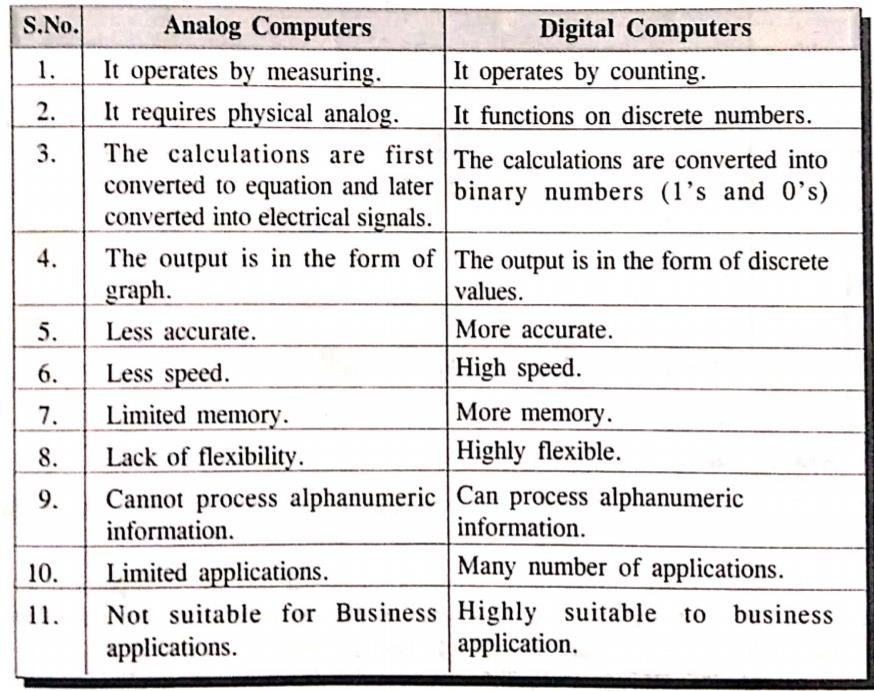 S.No. Analog Computers Digital Computers
1. It operates by measuring. It operates by counting.
2. It requires physical analog. It functions on discrete numbers.
3. The calculations are first
converted to equation and later
converted into electrical signals.
The calculations are converted into
binary numbers (1's and 0's)
4. The output is in the form of
graph.
The output is in the form of discrete
values.
5. Less accurate. More accurate.
6. Less speed. High speed.
7. Limited memory. More memory.
8. Lack of flexibility. Highly flexible.
9. Cannot process alphanumeric
information.
Can process alphanumeric
information.
10. Limited applications. Many number of applications.
11. Not suitable for Business
applications.
Highly suitable to business
application.